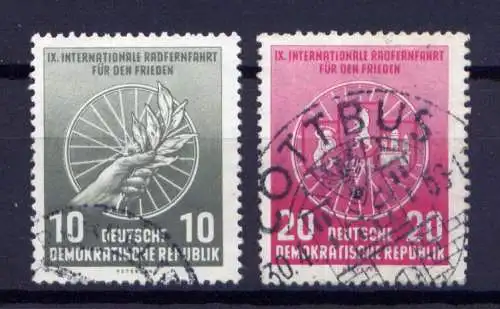 IX. INTERNATIONALE RADFERNFAHRT
FÜR DEN FRIEDEN
10 10
DEUTSCHE
DEMOKRATISCHE REPUBLIK
IX. INTERNATIONALE RADFERNFAHRT
FÜR DEN FRIEDEN
COTTBUS
20 20
DEUTSCHE
DEMOKRATISCHE REPUBLIK